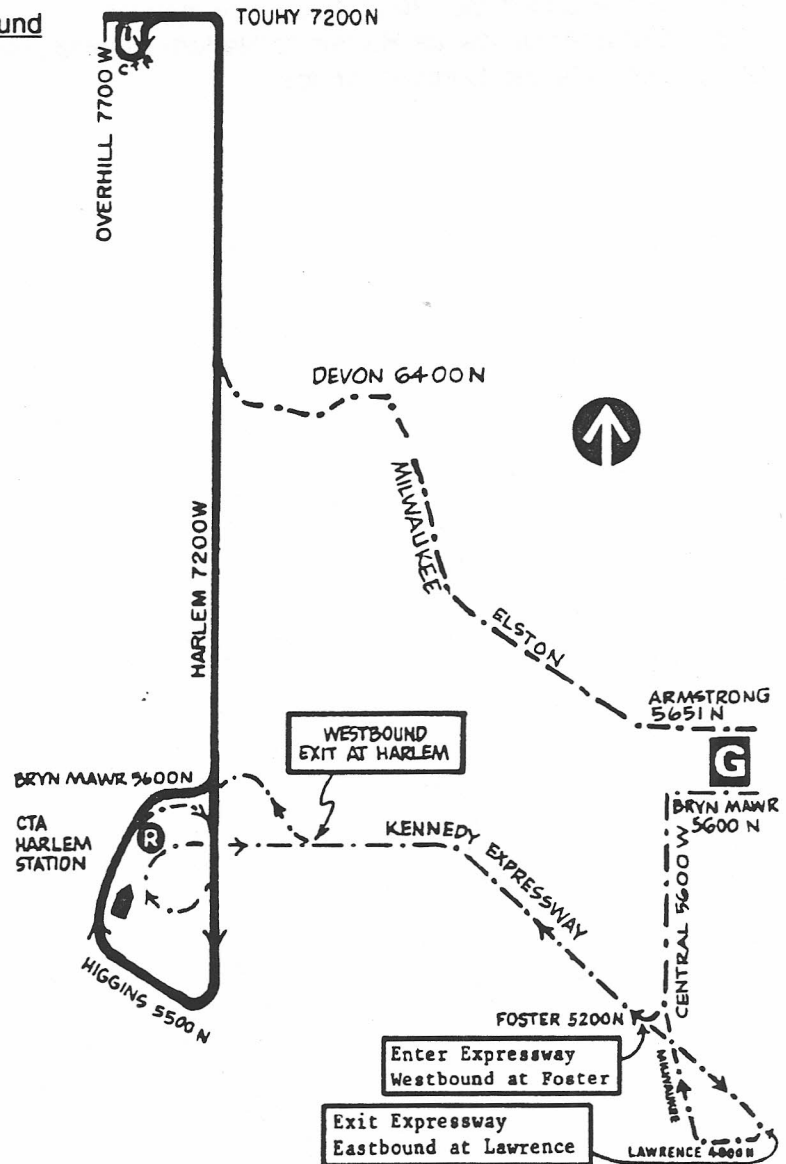 und
TOUHY 7200N
OVERHILL 7700W
DEVON 6400N
MILWAUKEE
HARLEM 7200W
ELSTON
ARMSTRONG
5651 N
WESTBOUND
EXIT AT HARLEM
G
BRYN MAWR 5600N
BRYN MAWR
5600 N
CTA
HARLEM
STATION
R
KENNEDY EXPRESSWAY
CENTRAL 5600W
HIGGINS 5500N
FOSTER 5200N
Enter Expressway
Westbound at Foster
MILWAUKEE
Exit Expressway
Eastbound at Lawrence
LAWRENCE 4800N